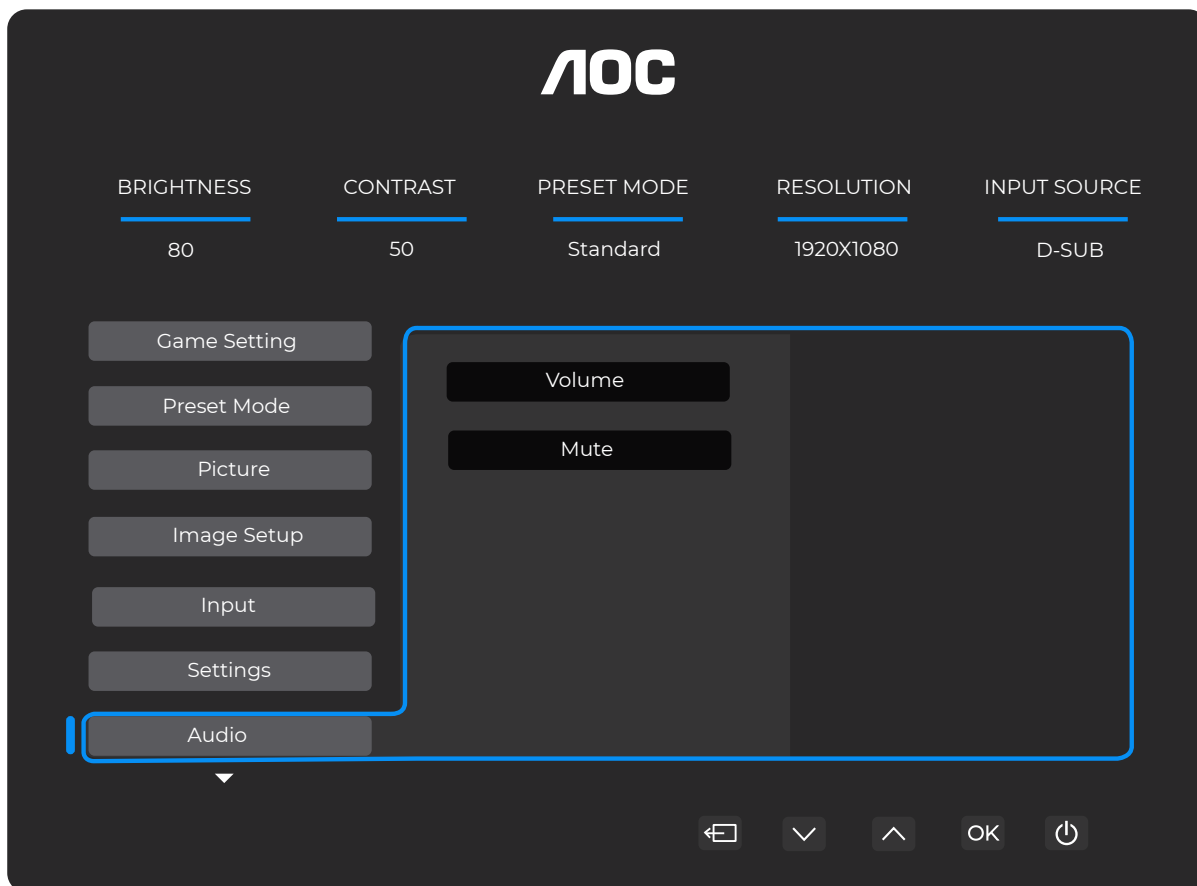 AOC
BRIGHTNESS CONTRAST PRESET MODE RESOLUTION INPUT SOURCE
80 50 Standard 1920X1080 D-SUB
Game Setting
Preset Mode
Picture
Image Setup
Input
Settings
Audio
Volume
Mute
OK